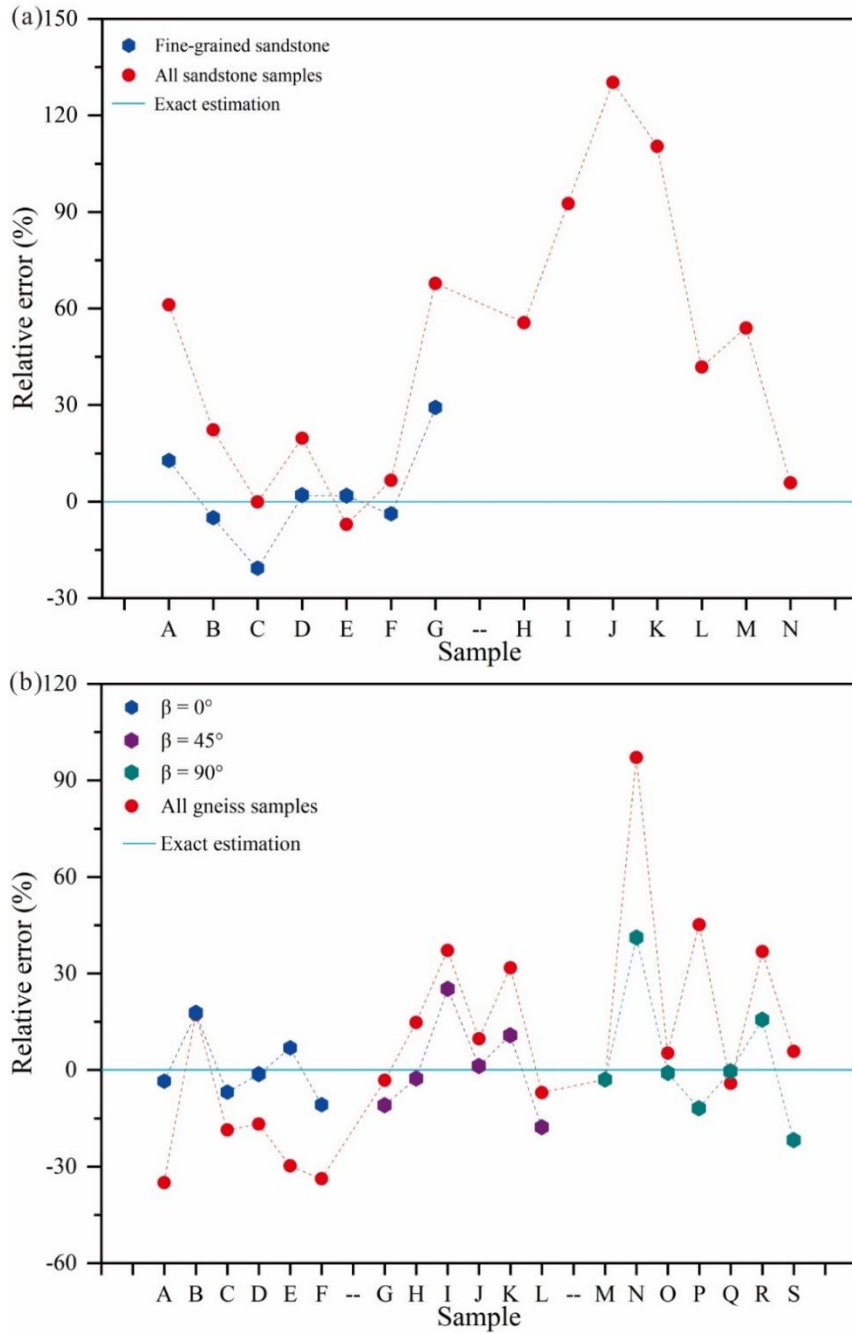 (a)
150
120
90
60
30
0
-30
Relative error (%)
Fine-grained sandstone
All sandstone samples
Exact estimation
A B C D E F G -- H I J K L M N
Sample
(b)
120
90
60
30
0
-30
-60
Relative error (%)
β = 0°
β = 45°
β = 90°
All gneiss samples
Exact estimation
A B C D E F -- G H I J K L -- M N O P Q R S
Sample